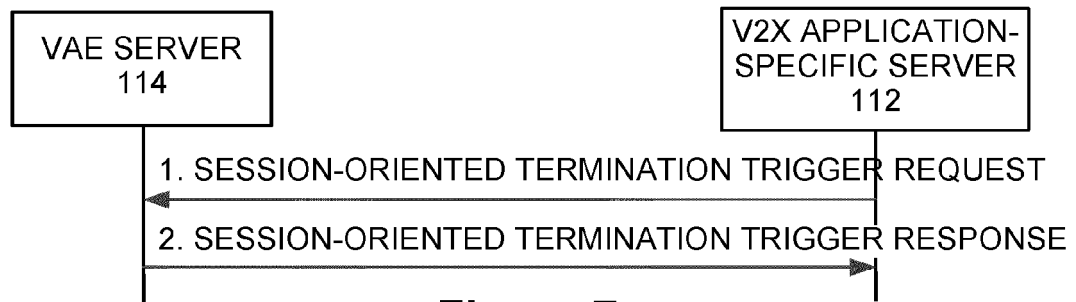 VAE SERVER
114
V2X APPLICATION-
SPECIFIC SERVER
112
1. SESSION-ORIENTED TERMINATION TRIGGER REQUEST
2. SESSION-ORIENTED TERMINATION TRIGGER RESPONSE